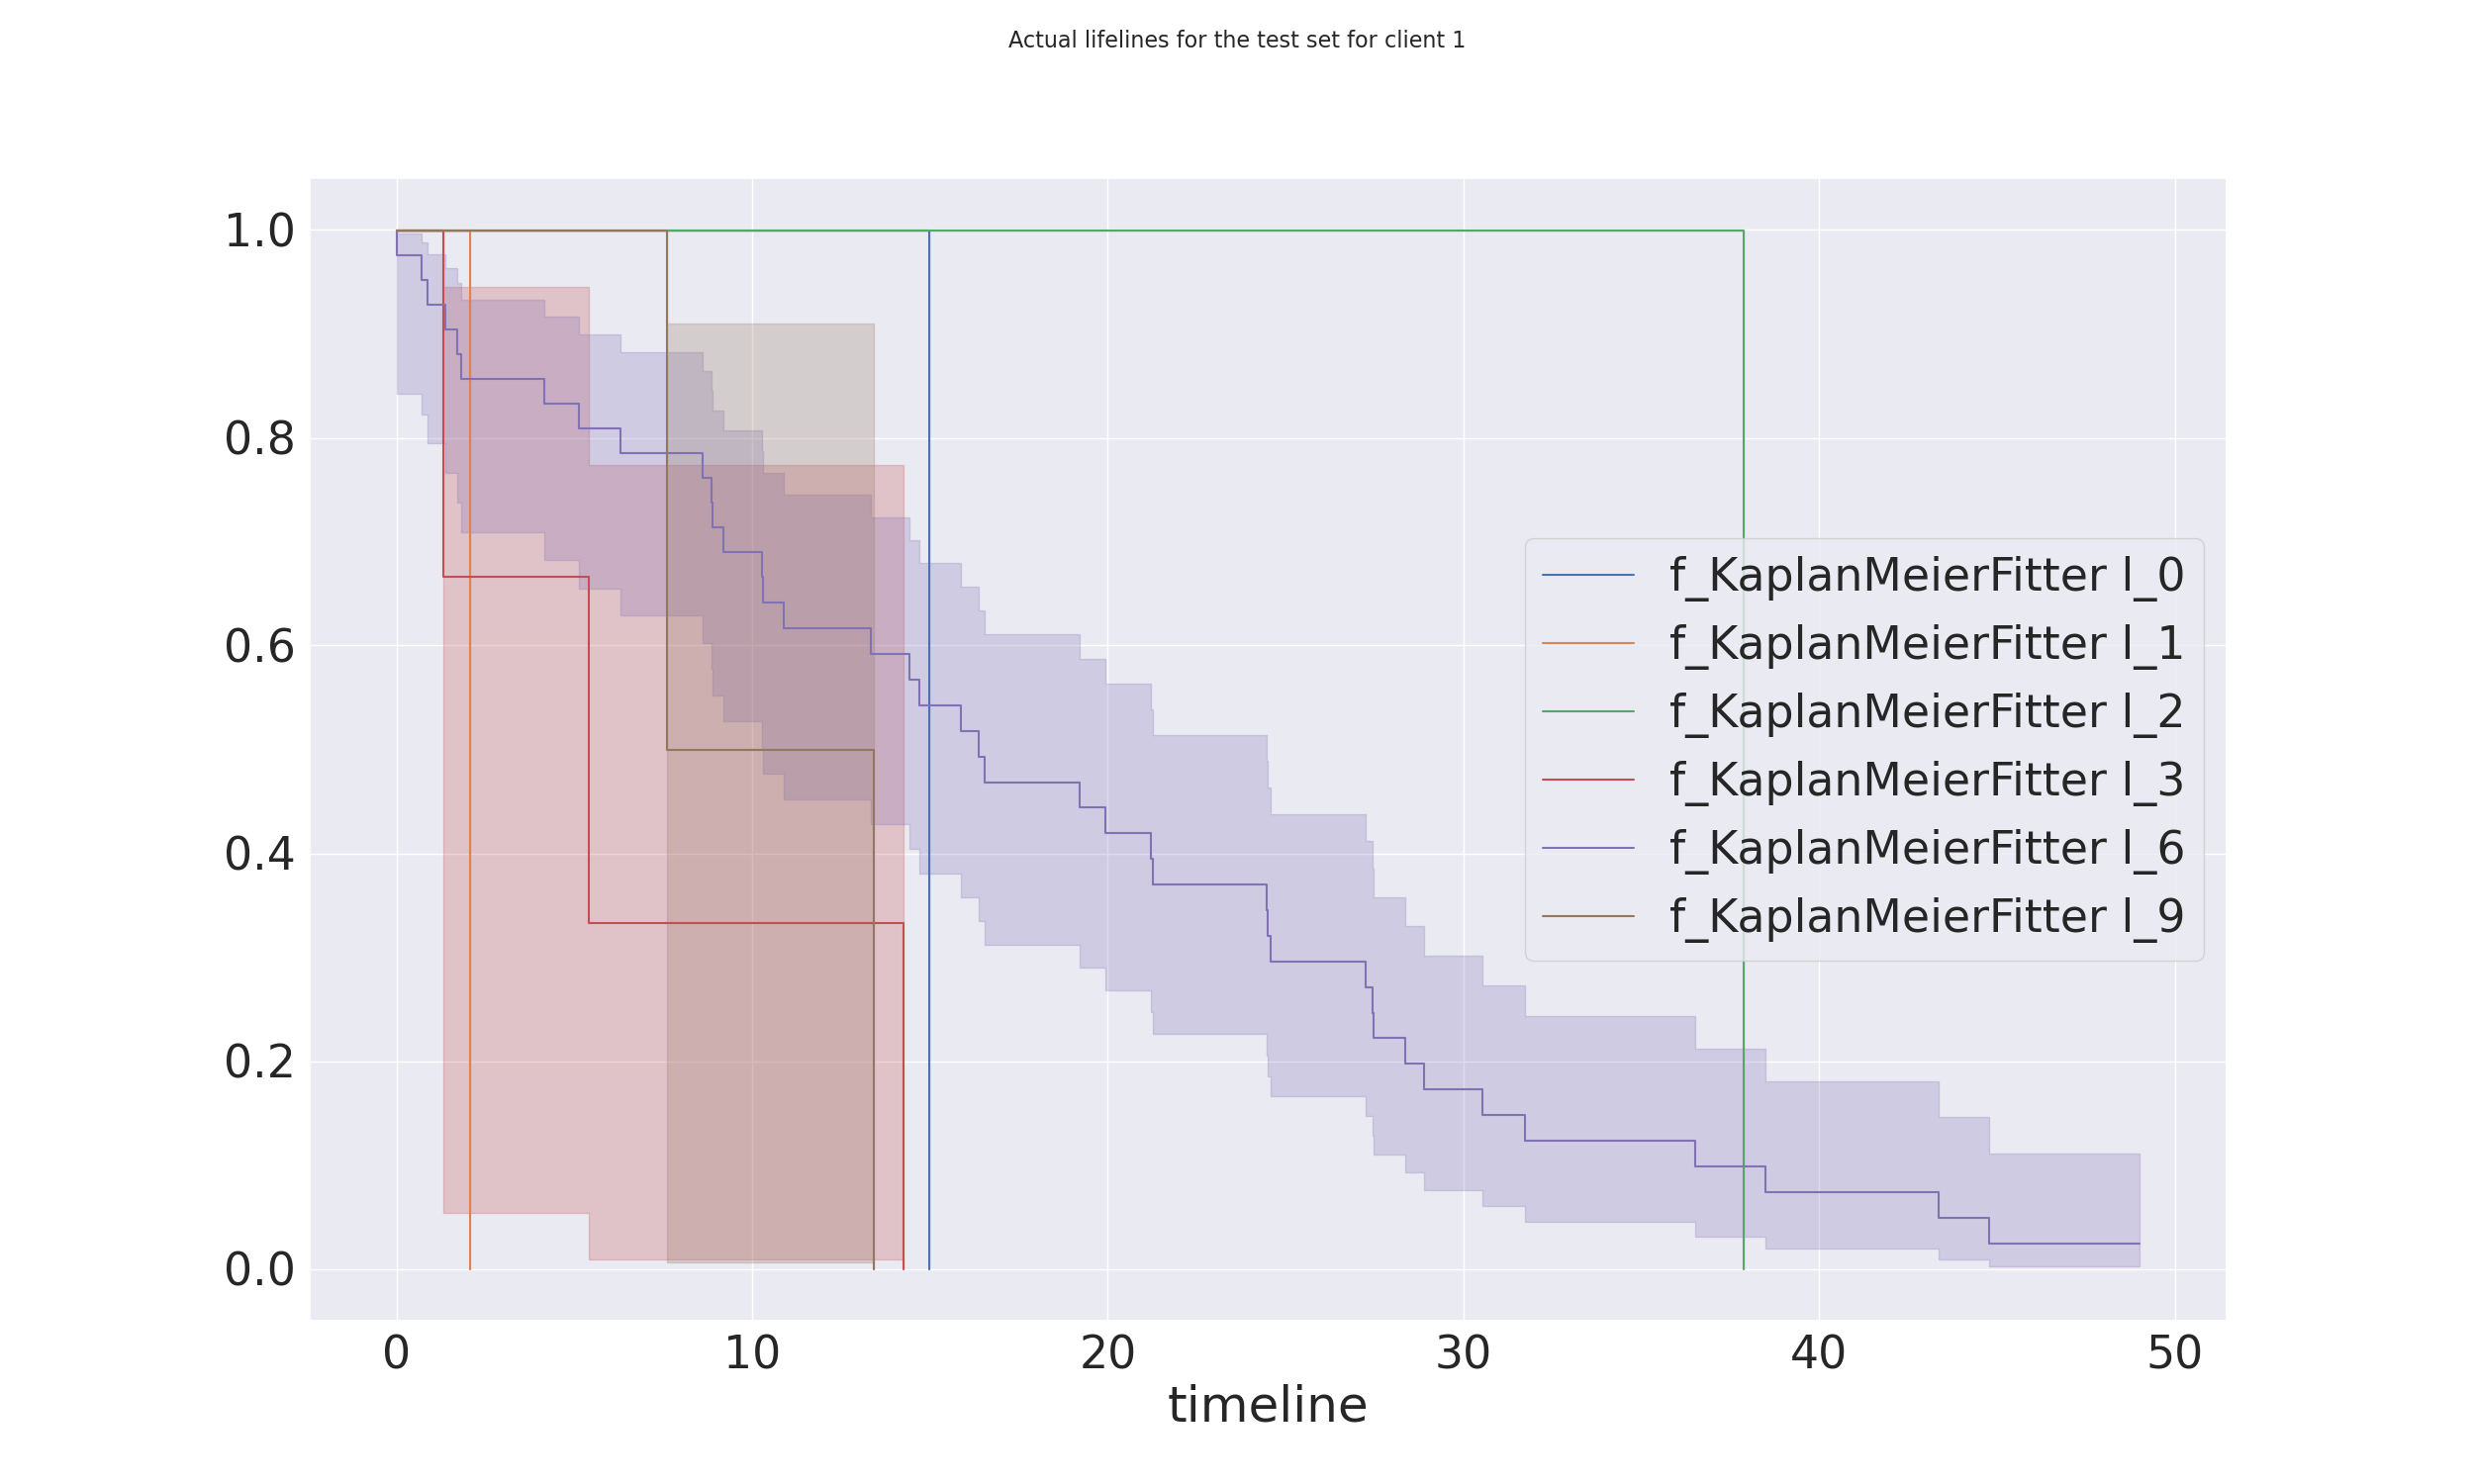 Actual lifelines for the test set for client 1
1.0
0.8
0.6
0.4
0.2
0.0
f_KaplanMeierFitter l_0
f_KaplanMeierFitter l_1
f_KaplanMeierFitter l_2
f_KaplanMeierFitter l_3
f_KaplanMeierFitter l_6
f_KaplanMeierFitter l_9
0 10 20 30 40 50
timeline